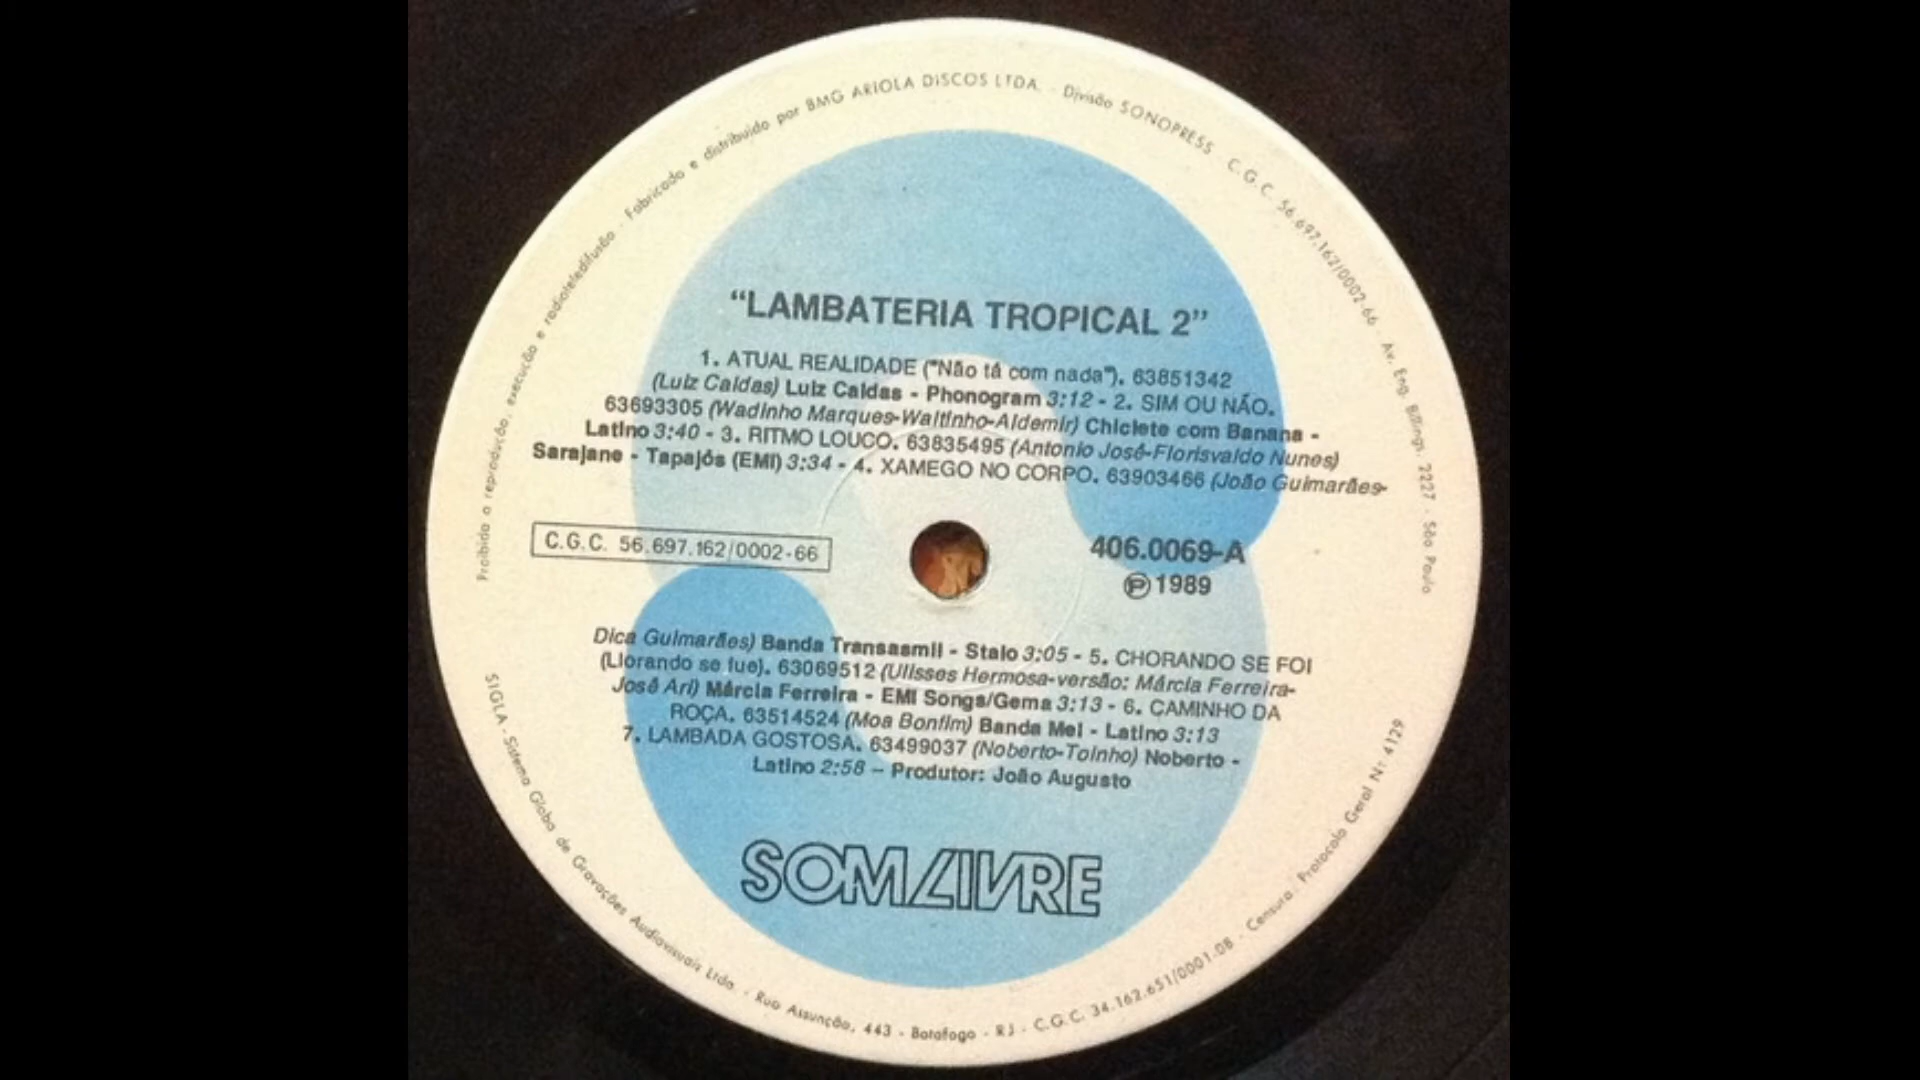 Proibida a reprodução, execução e radioteledifusão · Fabricado e distribuído por BMG ARIOLA DISCOS LTDA. · Divisão SONOPRESS · C.G.C. 56.697.162/0002-66 · Av. Eng. Billings, 2227 - São Paulo
“LAMBATERIA TROPICAL 2”
1. ATUAL REALIDADE ("Não tá com nada"). 63851342
(Luiz Caldas) Luiz Caldas - Phonogram 3:12 - 2. SIM OU NÃO.
63693305 (Wadinho Marques-Waltinho-Aldemir) Chiclete com Banana -
Latino 3:40 - 3. RITMO LOUCO. 63835495 (Antonio José-Florisvaldo Nunes)
Sarajane - Tapajós (EMI) 3:34 - 4. XAMEGO NO CORPO. 63903466 (João Guimarães-
C.G.C. 56.697.162/0002-66
406.0069-A
℗ 1989
Dica Guimarães) Banda Transasmil - Stalo 3:05 - 5. CHORANDO SE FOI
(Llorando se fue). 63069512 (Ulisses Hermosa-versão: Márcia Ferreira-
José Ari) Márcia Ferreira - EMI Songs/Gema 3:13 - 6. CAMINHO DA
ROÇA. 63514524 (Moa Bonfim) Banda Mel - Latino 3:13
7. LAMBADA GOSTOSA. 63499037 (Noberto-Toinho) Noberto -
Latino 2:58 – Produtor: João Augusto
SOM LIVRE
SIGLA - Sistema Globo de Gravações Audiovisuais Ltda. - Rua Assunção, 443 - Botafogo - RJ - C.G.C. 34.162.651/0001-08 · Censura: Protocolo Geral Nº 4129